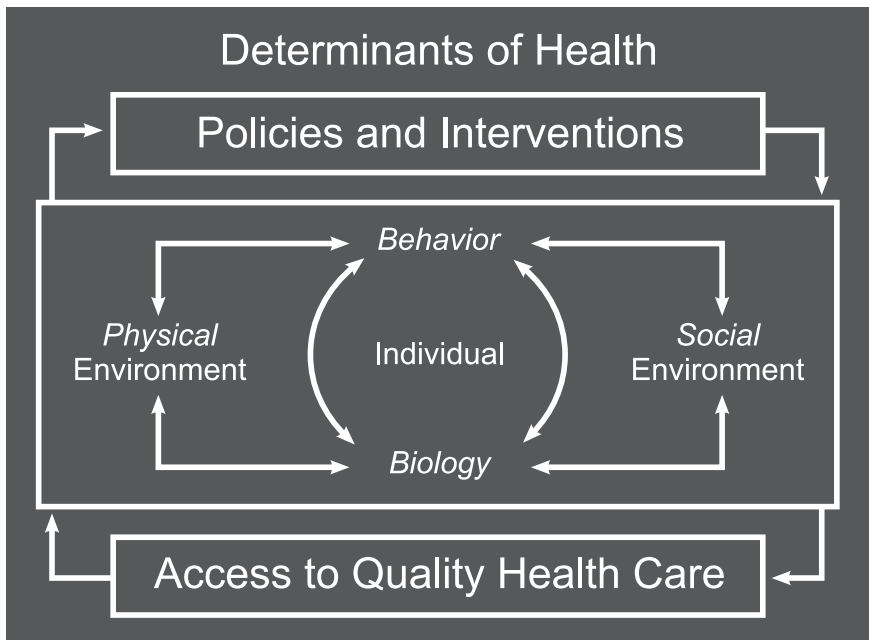 Determinants of Health
Policies and Interventions
Behavior
Physical
Environment
Individual
Social
Environment
Biology
Access to Quality Health Care